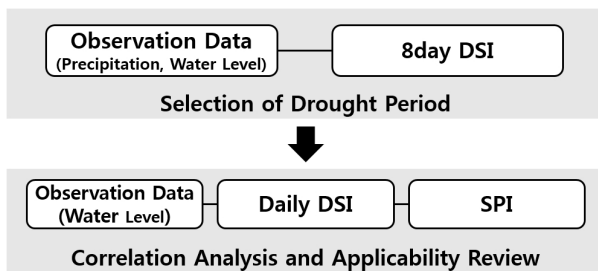 Observation Data
(Precipitation, Water Level)
8day DSI
Selection of Drought Period
Observation Data
(Water Level)
Daily DSI
SPI
Correlation Analysis and Applicability Review